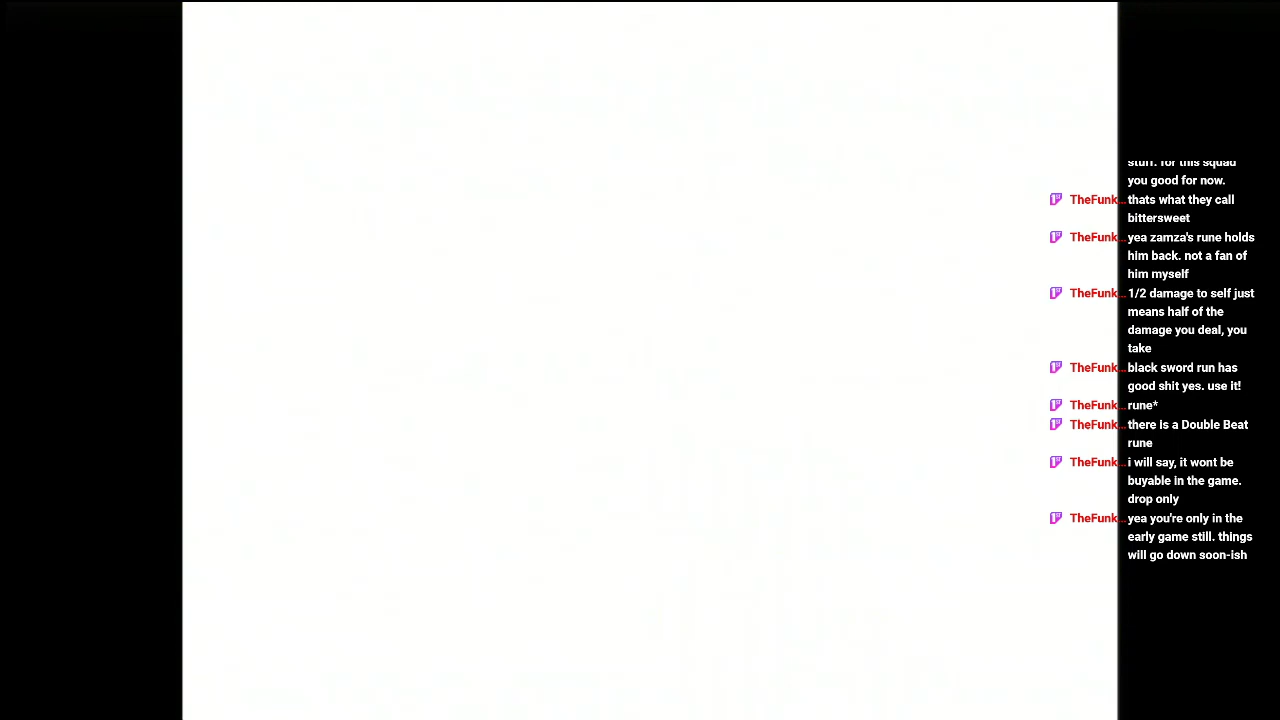 stuff. for this squad
you good for now.
TheFunk... thats what they call
bittersweet
TheFunk... yea zamza's rune holds
him back. not a fan of
him myself
TheFunk... 1/2 damage to self just
means half of the
damage you deal, you
take
TheFunk... black sword run has
good shit yes. use it!
TheFunk... rune*
TheFunk... there is a Double Beat
rune
TheFunk... i will say, it wont be
buyable in the game.
drop only
TheFunk... yea you're only in the
early game still. things
will go down soon-ish